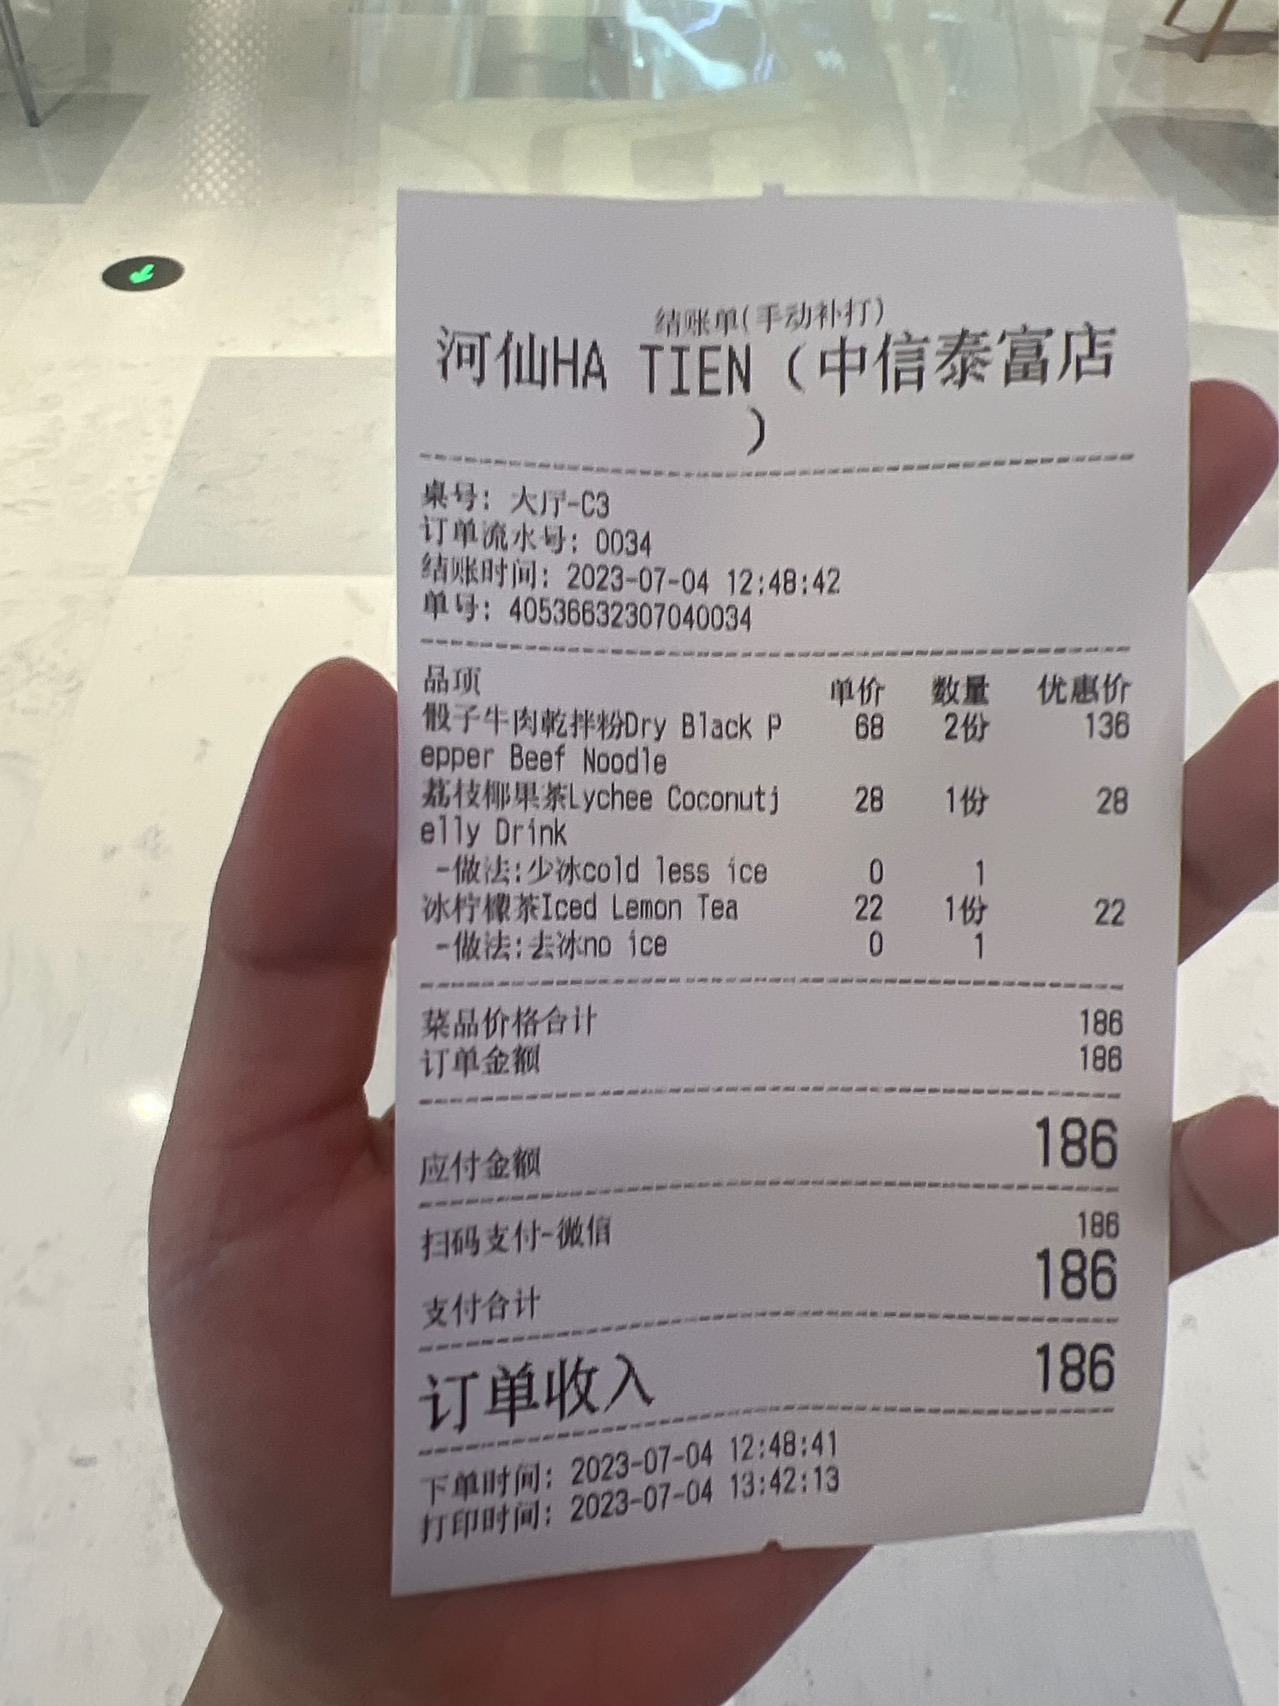 结账单(手动补打)
河仙HA TIEN（中信泰富店
）
桌号: 大厅-C3
订单流水号: 0034
结账时间: 2023-07-04 12:48:42
单号: 40536632307040034
品项 单价 数量 优惠价
骰子牛肉乾拌粉Dry Black P 68 2份 136
epper Beef Noodle
荔枝椰果茶Lychee Coconutj 28 1份 28
elly Drink
-做法:少冰cold less ice 0 1
冰柠檬茶Iced Lemon Tea 22 1份 22
-做法:去冰no ice 0 1
菜品价格合计 186
订单金额 186
应付金额 186
扫码支付-微信 186
支付合计 186
订单收入 186
下单时间: 2023-07-04 12:48:41
打印时间: 2023-07-04 13:42:13